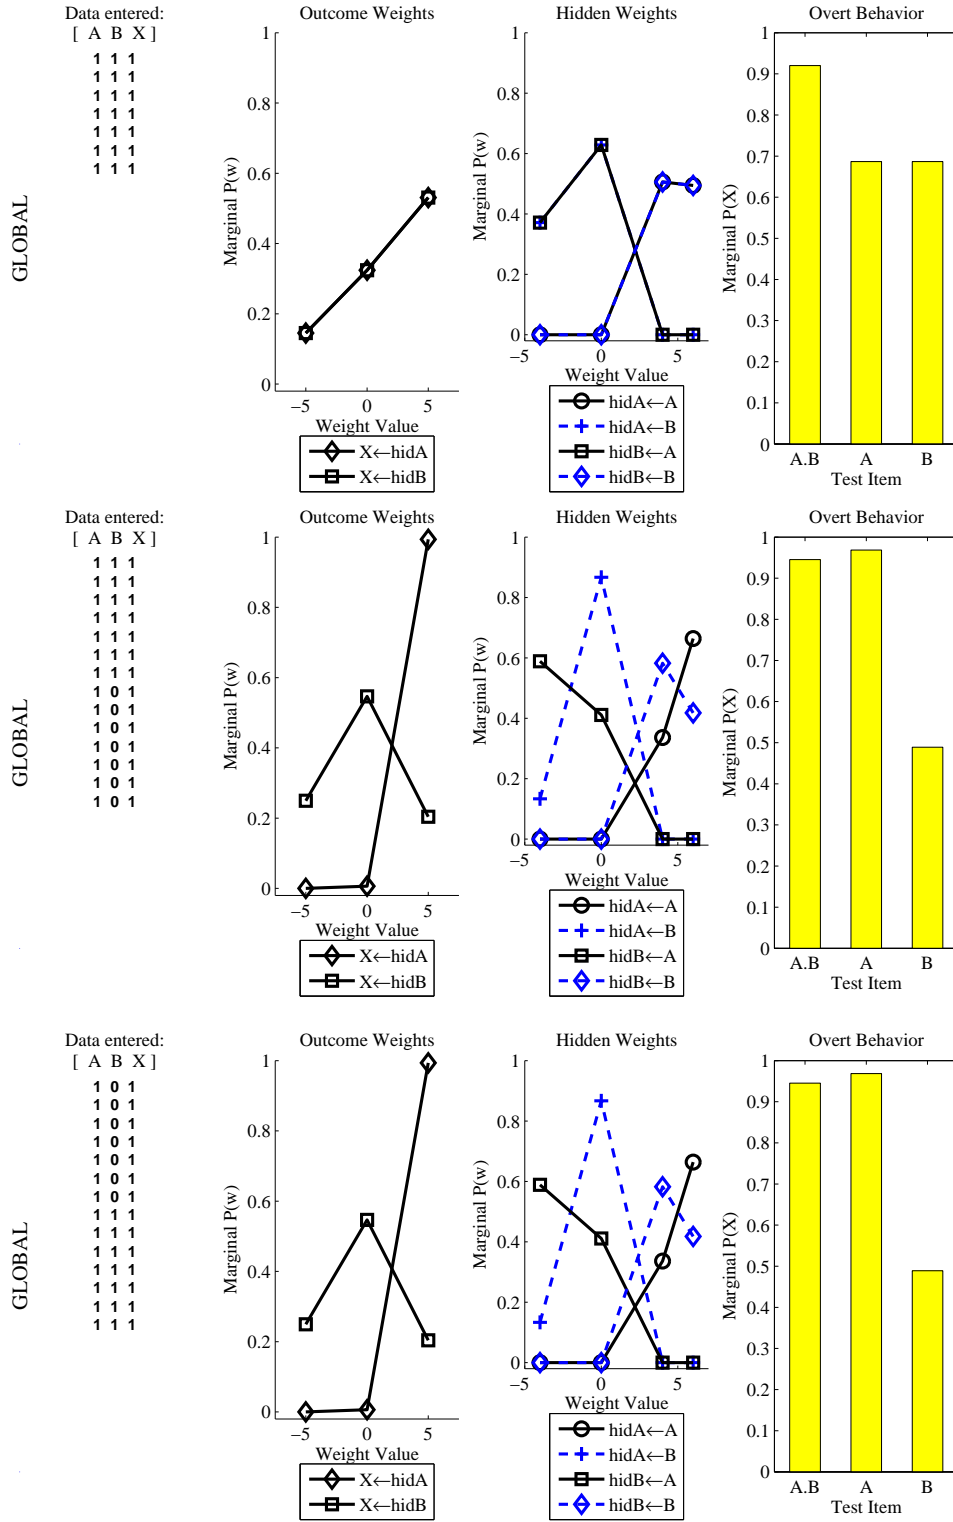 GLOBAL
Data entered:
[ A B X ]
1 1 1
1 1 1
1 1 1
1 1 1
1 1 1
1 1 1
1 1 1
Outcome Weights
Marginal P(w)
1
0.8
0.6
0.4
0.2
0
−5 0 5
Weight Value
X←hidA
X←hidB
Hidden Weights
Marginal P(w)
1
0.8
0.6
0.4
0.2
0
−5 0 5
Weight Value
hidA←A
hidA←B
hidB←A
hidB←B
Overt Behavior
Marginal P(X)
1
0.9
0.8
0.7
0.6
0.5
0.4
0.3
0.2
0.1
0
A.B A B
Test Item
GLOBAL
Data entered:
[ A B X ]
1 1 1
1 1 1
1 1 1
1 1 1
1 1 1
1 1 1
1 1 1
1 0 1
1 0 1
1 0 1
1 0 1
1 0 1
1 0 1
1 0 1
Outcome Weights
Marginal P(w)
1
0.8
0.6
0.4
0.2
0
−5 0 5
Weight Value
X←hidA
X←hidB
Hidden Weights
Marginal P(w)
1
0.8
0.6
0.4
0.2
0
−5 0 5
Weight Value
hidA←A
hidA←B
hidB←A
hidB←B
Overt Behavior
Marginal P(X)
1
0.9
0.8
0.7
0.6
0.5
0.4
0.3
0.2
0.1
0
A.B A B
Test Item
GLOBAL
Data entered:
[ A B X ]
1 0 1
1 0 1
1 0 1
1 0 1
1 0 1
1 0 1
1 0 1
1 1 1
1 1 1
1 1 1
1 1 1
1 1 1
1 1 1
1 1 1
Outcome Weights
Marginal P(w)
1
0.8
0.6
0.4
0.2
0
−5 0 5
Weight Value
X←hidA
X←hidB
Hidden Weights
Marginal P(w)
1
0.8
0.6
0.4
0.2
0
−5 0 5
Weight Value
hidA←A
hidA←B
hidB←A
hidB←B
Overt Behavior
Marginal P(X)
1
0.9
0.8
0.7
0.6
0.5
0.4
0.3
0.2
0.1
0
A.B A B
Test Item